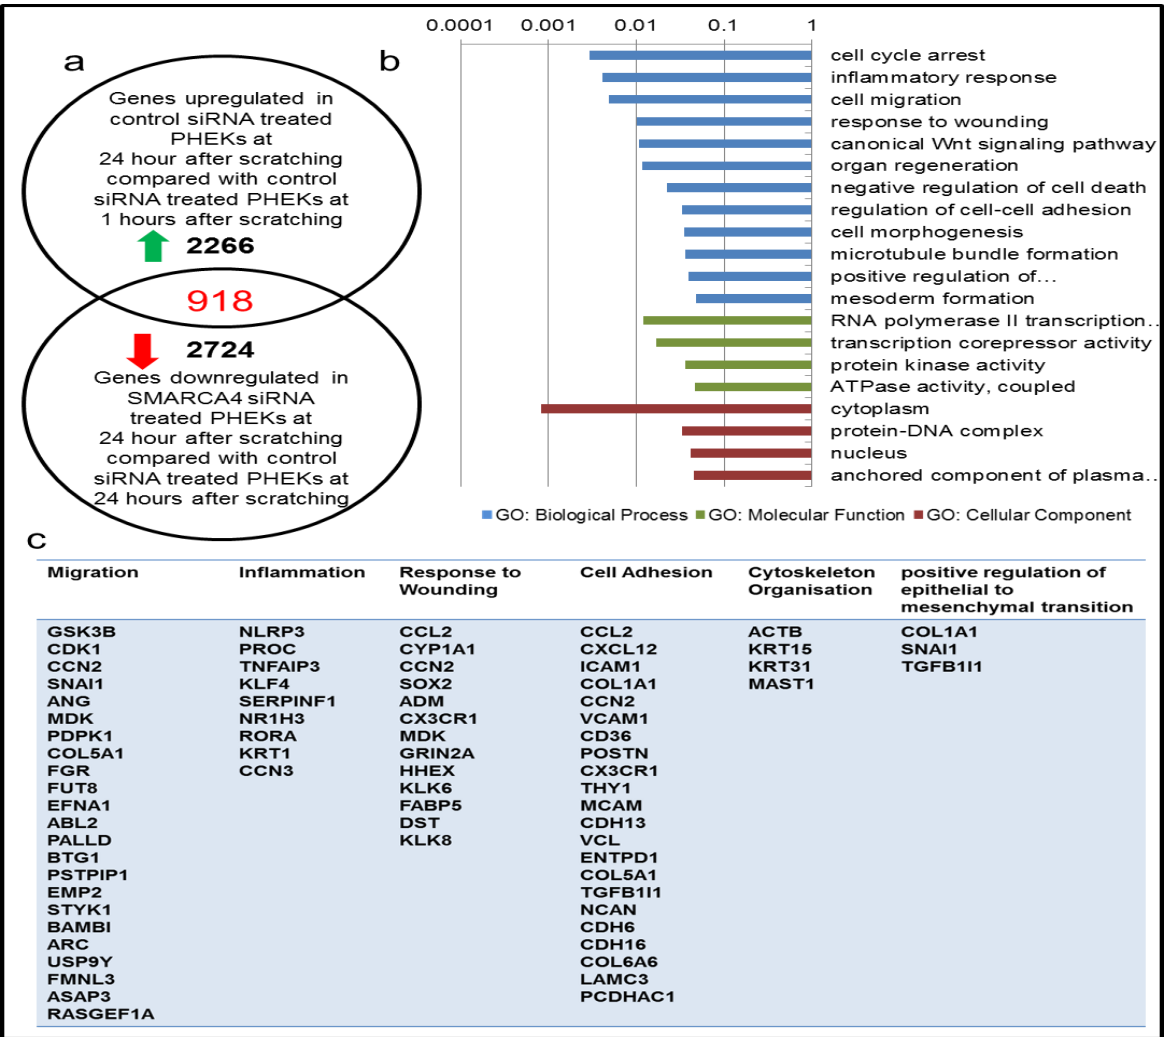 a
Genes upregulated in
control siRNA treated
PHEKs at
24 hour after scratching
compared with control
siRNA treated PHEKs at
1 hours after scratching
2266
918
2724
Genes downregulated in
SMARCA4 siRNA
treated PHEKs at
24 hour after scratching
compared with control
siRNA treated PHEKs at
24 hours after scratching
b
0.0001 0.001 0.01 0.1 1
cell cycle arrest
inflammatory response
cell migration
response to wounding
canonical Wnt signaling pathway
organ regeneration
negative regulation of cell death
regulation of cell-cell adhesion
cell morphogenesis
microtubule bundle formation
positive regulation of...
mesoderm formation
RNA polymerase II transcription..
transcription corepressor activity
protein kinase activity
ATPase activity, coupled
cytoplasm
protein-DNA complex
nucleus
anchored component of plasma..
GO: Biological Process GO: Molecular Function GO: Cellular Component
c
Migration
GSK3B
CDK1
CCN2
SNAI1
ANG
MDK
PDPK1
COL5A1
FGR
FUT8
EFNA1
ABL2
PALLD
BTG1
PSTPIP1
EMP2
STYK1
BAMBI
ARC
USP9Y
FMNL3
ASAP3
RASGEF1A
Inflammation
NLRP3
PROC
TNFAIP3
KLF4
SERPINF1
NR1H3
RORA
KRT1
CCN3
Response to
Wounding
CCL2
CYP1A1
CCN2
SOX2
ADM
CX3CR1
MDK
GRIN2A
HHEX
KLK6
FABP5
DST
KLK8
Cell Adhesion
CCL2
CXCL12
ICAM1
COL1A1
CCN2
VCAM1
CD36
POSTN
CX3CR1
THY1
MCAM
CDH13
VCL
ENTPD1
COL5A1
TGFB1I1
NCAN
CDH6
CDH16
COL6A6
LAMC3
PCDHAC1
Cytoskeleton
Organisation
ACTB
KRT15
KRT31
MAST1
positive regulation of
epithelial to
mesenchymal transition
COL1A1
SNAI1
TGFB1I1